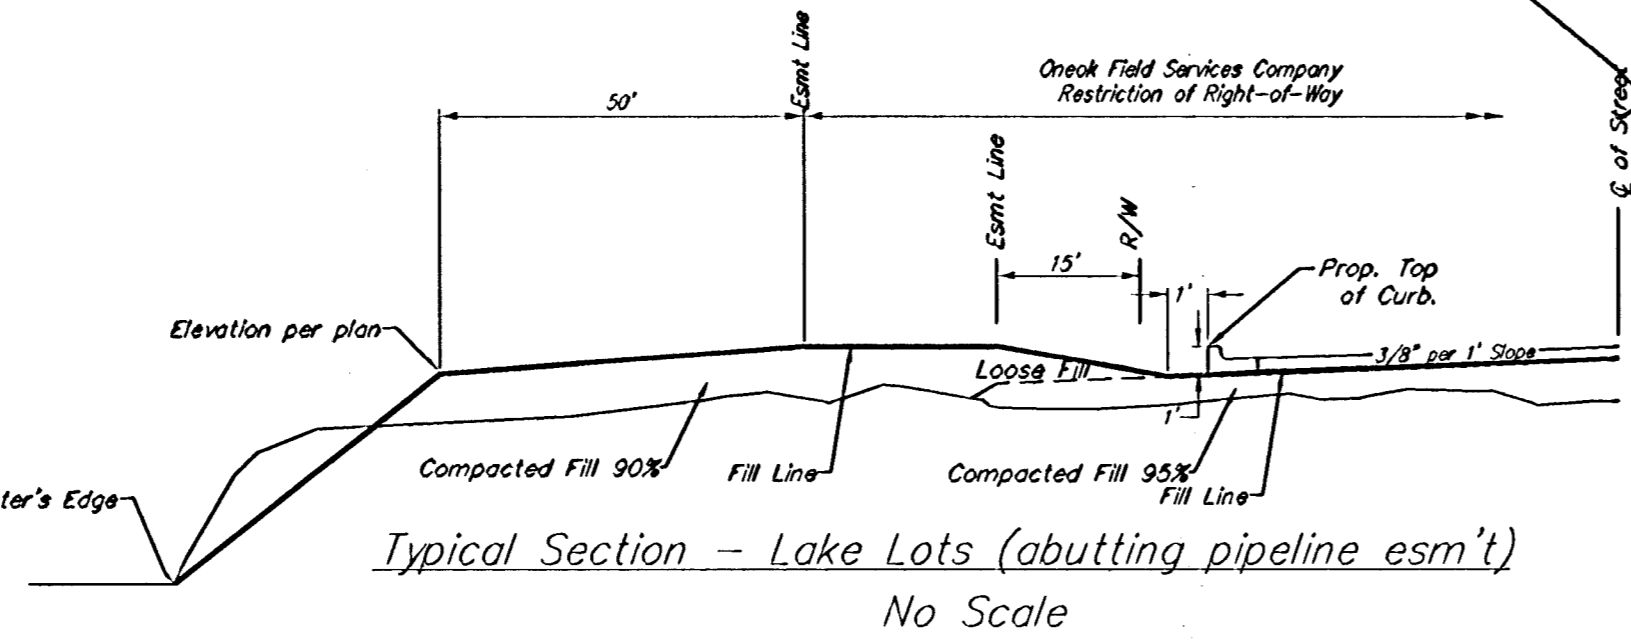 Esmt Line
50'
Oneok Field Services Company
Restriction of Right-of-Way
₵ of Street
Esmt Line
R/W
15'
1'
Prop. Top
of Curb.
Elevation per plan
3/8" per 1' Slope
Loose Fill
1'
Compacted Fill 90%
Fill Line
Compacted Fill 95%
Fill Line
ter's Edge
Typical Section - Lake Lots (abutting pipeline esm't)
No Scale